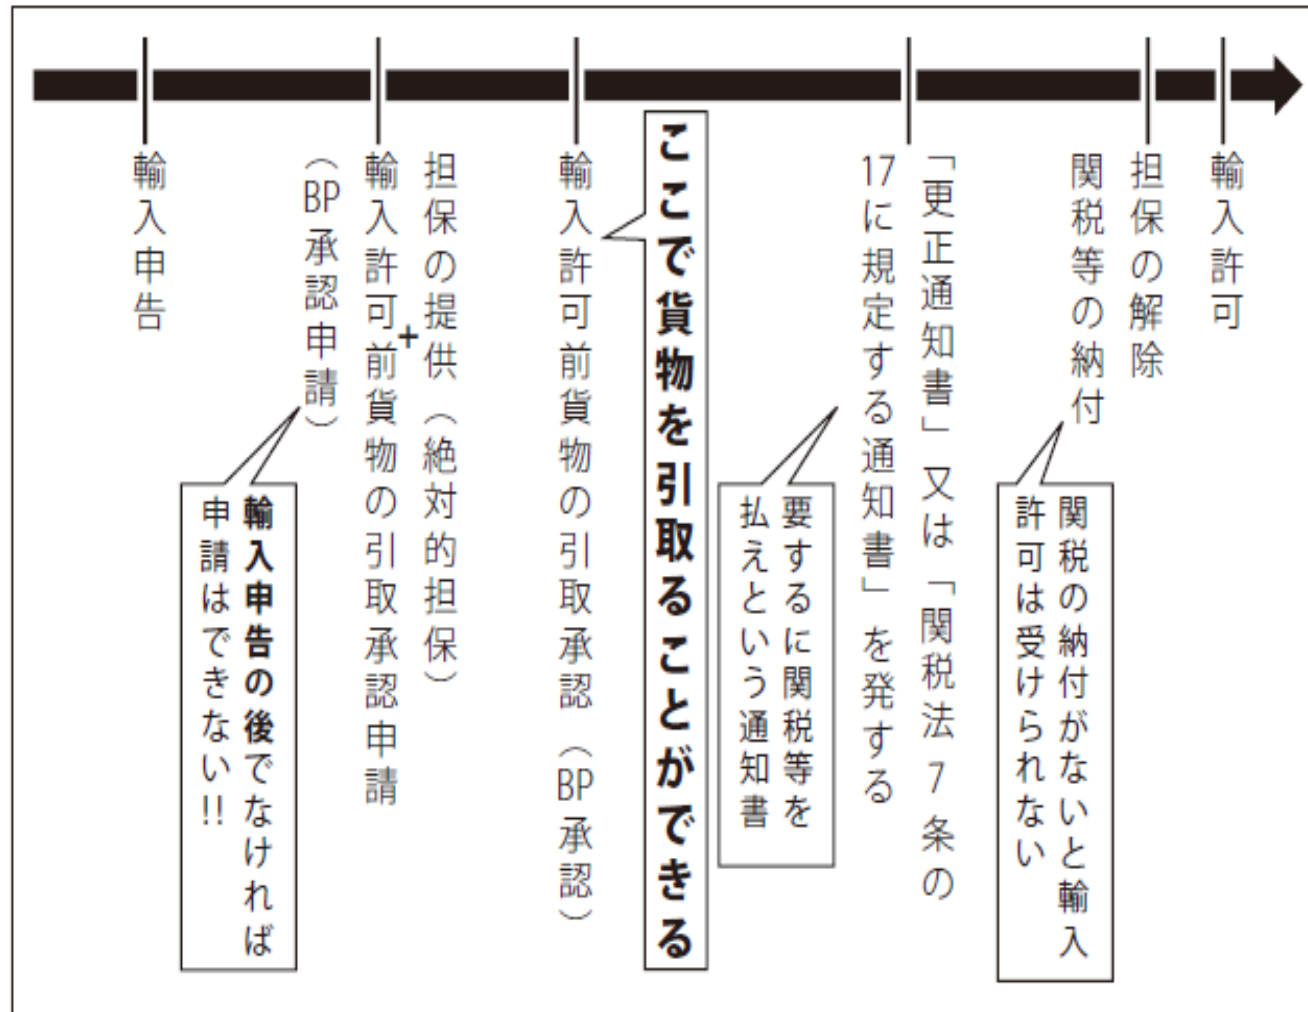 輸入申告
（BP承認申請）
輸入許可前貨物の引取承認申請
+
担保の提供（絶対的担保）
輸入申告の後でなければ
申請はできない!!
輸入許可前貨物の引取承認（BP承認）
ここで貨物を引取ることができる
「更正通知書」又は「関税法7条の
17に規定する通知書」を発する
要するに関税等を
払えという通知書
関税等の納付
関税の納付がないと輸入
許可は受けられない
担保の解除
輸入許可